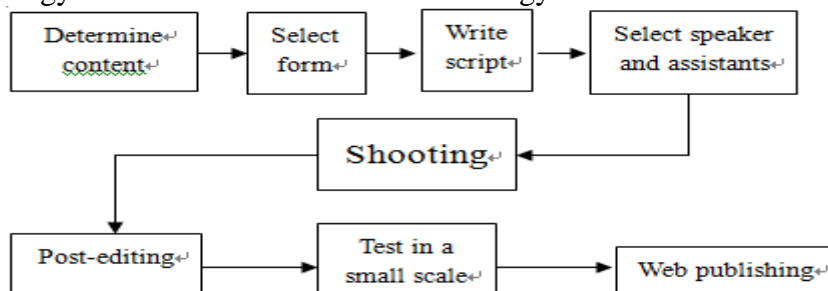 Determine
content
Select
form
Write
script
Select speaker
and assistants
Shooting
Post-editing
Test in a
small scale
Web publishing